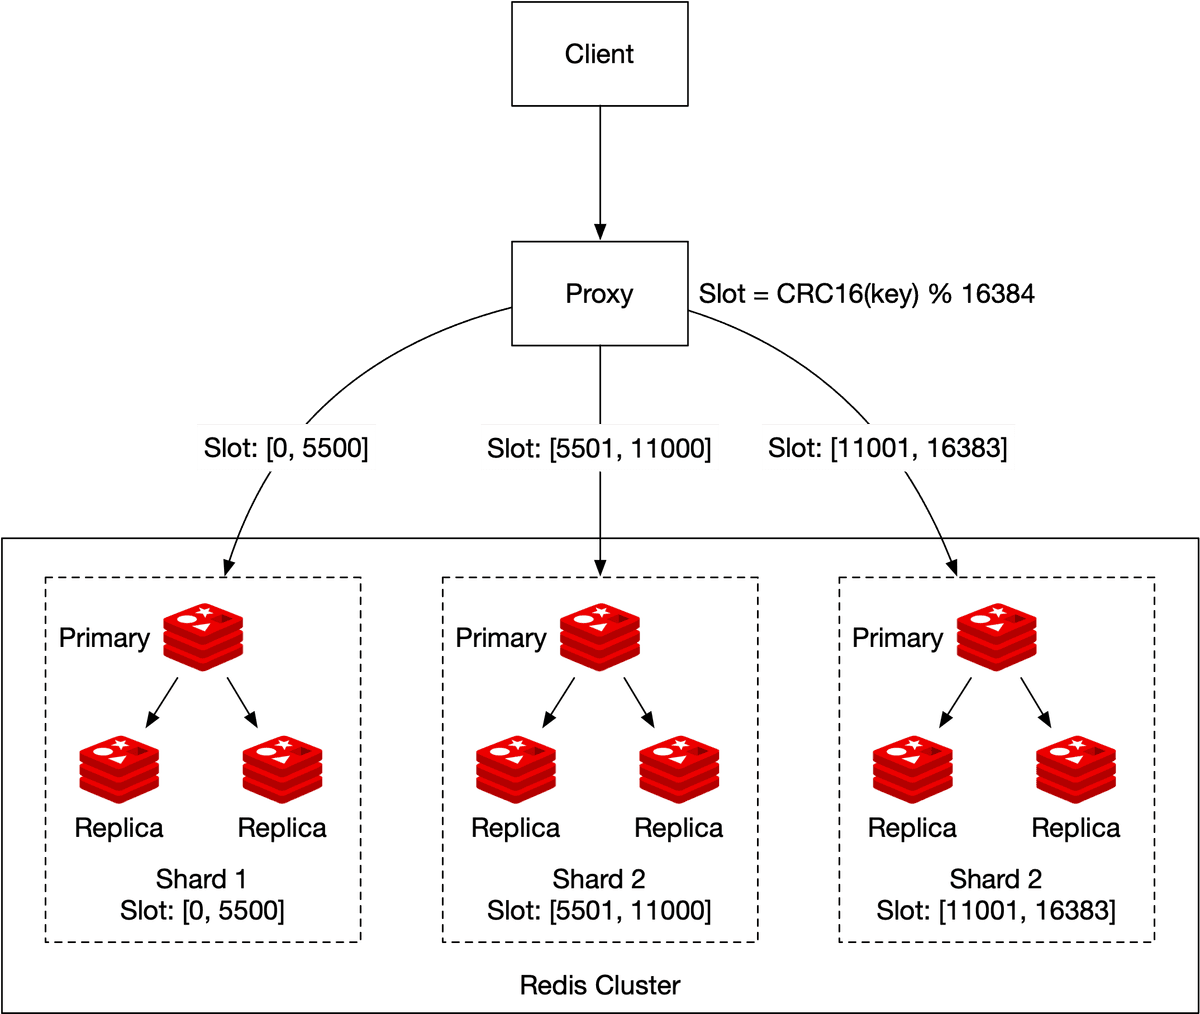 Client
Proxy
Slot = CRC16(key) % 16384
Slot: [0, 5500]
Slot: [5501, 11000]
Slot: [11001, 16383]
Primary
Primary
Primary
Replica
Replica
Replica
Replica
Replica
Replica
Shard 1
Slot: [0, 5500]
Shard 2
Slot: [5501, 11000]
Shard 2
Slot: [11001, 16383]
Redis Cluster